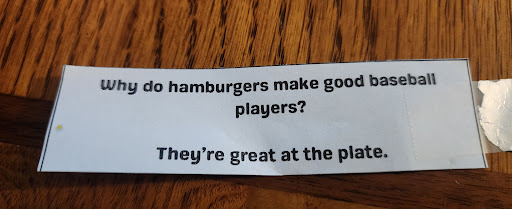 Why do hamburgers make good baseball
players?
They're great at the plate.